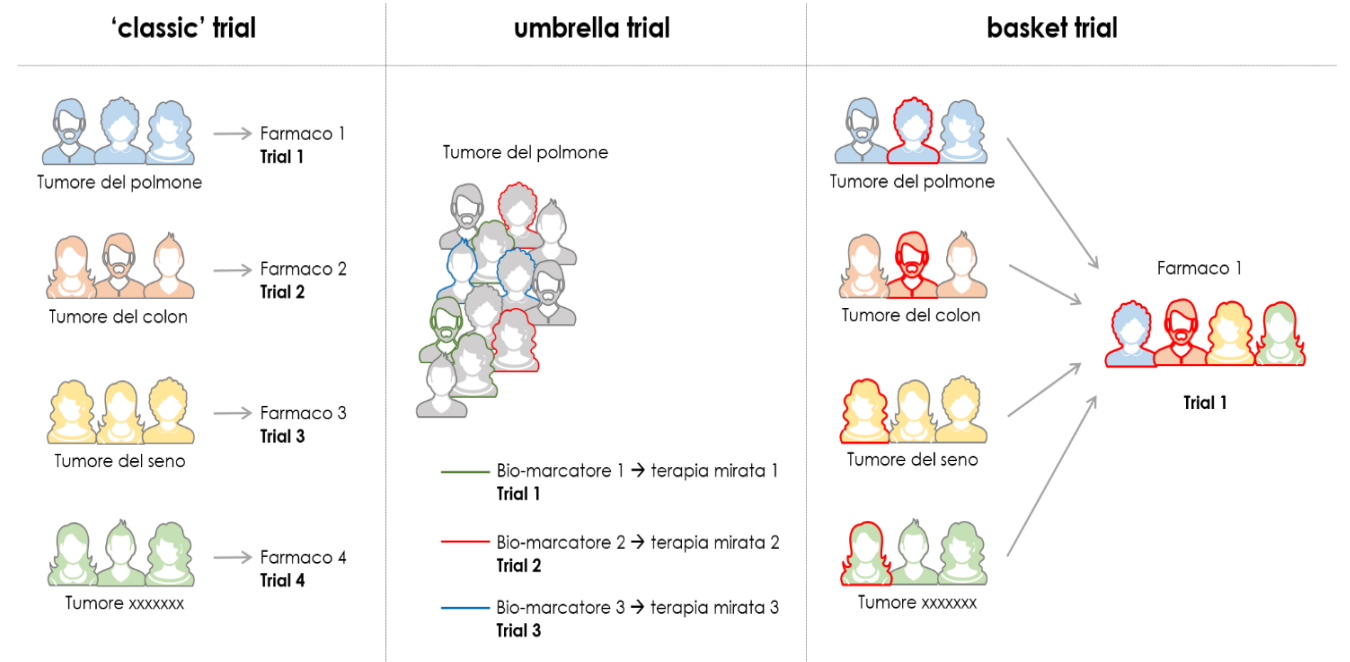 'classic' trial
Farmaco 1
Trial 1
Tumore del polmone
Farmaco 2
Trial 2
Tumore del colon
Farmaco 3
Trial 3
Tumore del seno
Farmaco 4
Trial 4
Tumore xxxxxxx
umbrella trial
Tumore del polmone
Bio-marcatore 1 → terapia mirata 1
Trial 1
Bio-marcatore 2 → terapia mirata 2
Trial 2
Bio-marcatore 3 → terapia mirata 3
Trial 3
basket trial
Tumore del polmone
Tumore del colon
Tumore del seno
Tumore xxxxxxx
Farmaco 1
Trial 1